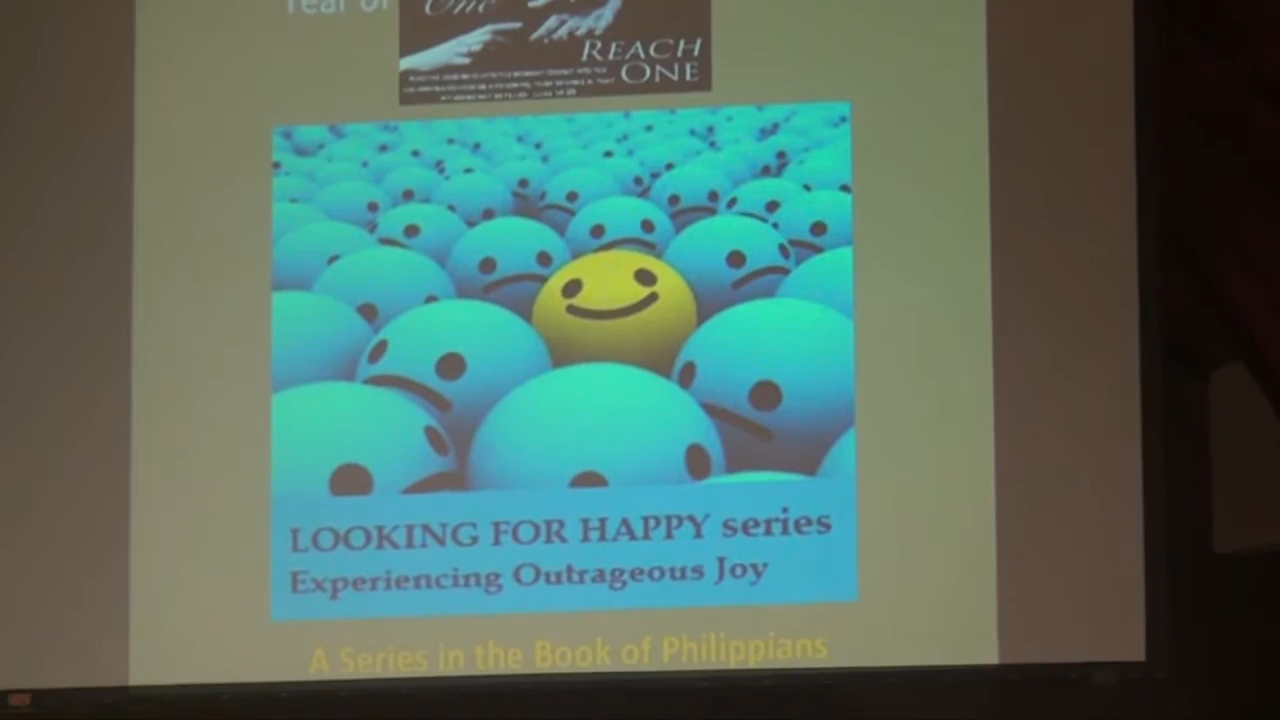 Year of
One
REACH
ONE
LOOKING FOR HAPPY series
Experiencing Outrageous Joy
A Series in the Book of Philippians